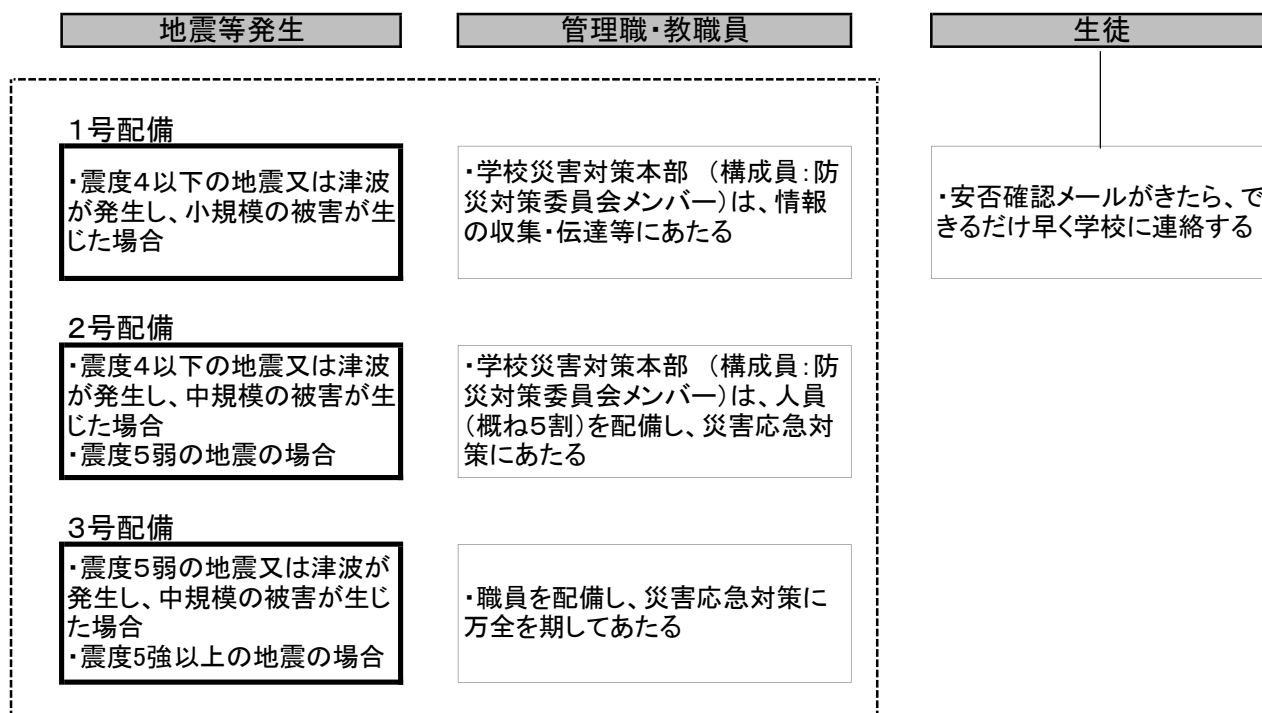 地震等発生
管理職・教職員
生徒
１号配備
・震度４以下の地震又は津波
が発生し、小規模の被害が生
じた場合
・学校災害対策本部　（構成員：防
災対策委員会メンバー）は、情報
の収集・伝達等にあたる
・安否確認メールがきたら、で
きるだけ早く学校に連絡する
２号配備
・震度４以下の地震又は津波
が発生し、中規模の被害が生
じた場合
・震度５弱の地震の場合
・学校災害対策本部　（構成員：防
災対策委員会メンバー）は、人員
（概ね５割）を配備し、災害応急対
策にあたる
３号配備
・震度５弱の地震又は津波が
発生し、中規模の被害が生じ
た場合
・震度5強以上の地震の場合
・職員を配備し、災害応急対策に
万全を期してあたる